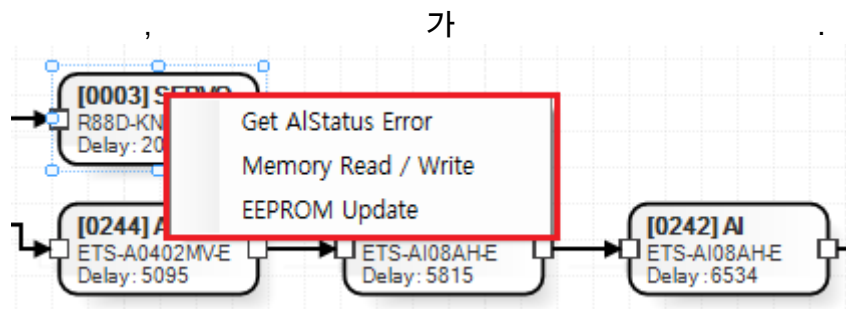 , 가 .
[0003] SERVO
R88D-KN
Delay: 20
Get AlStatus Error
Memory Read / Write
EEPROM Update
[0244] A
ETS-A0402MV-E
Delay: 5095
ETS-AI08AH-E
Delay: 5815
[0242] AI
ETS-AI08AH-E
Delay: 6534